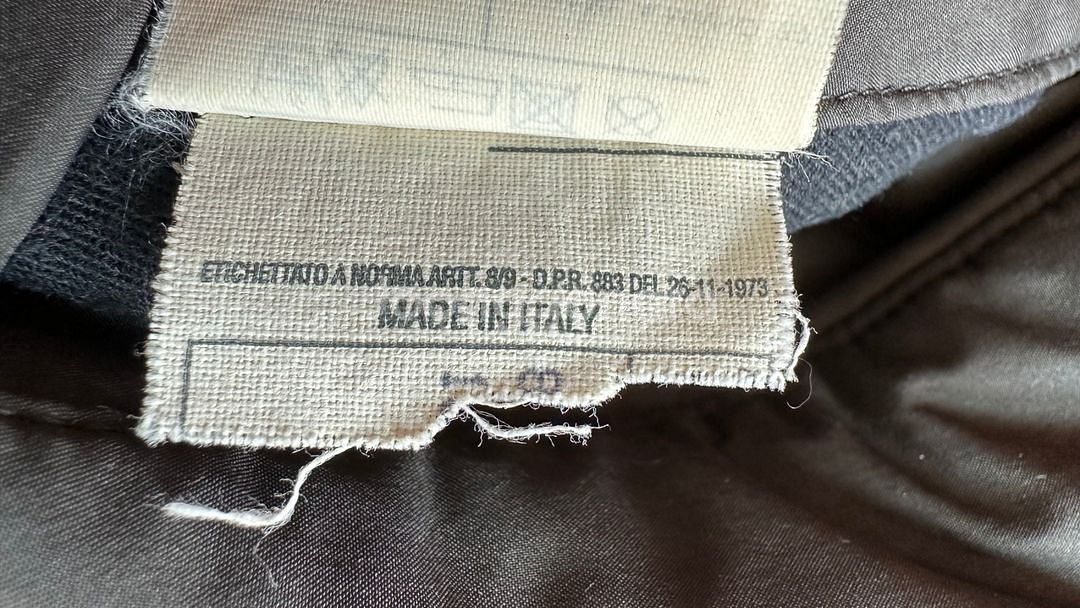 ETICHETTATO A NORMA ARTT. 8/9 - D.P.R. 883 DEL 26-11-1973
MADE IN ITALY